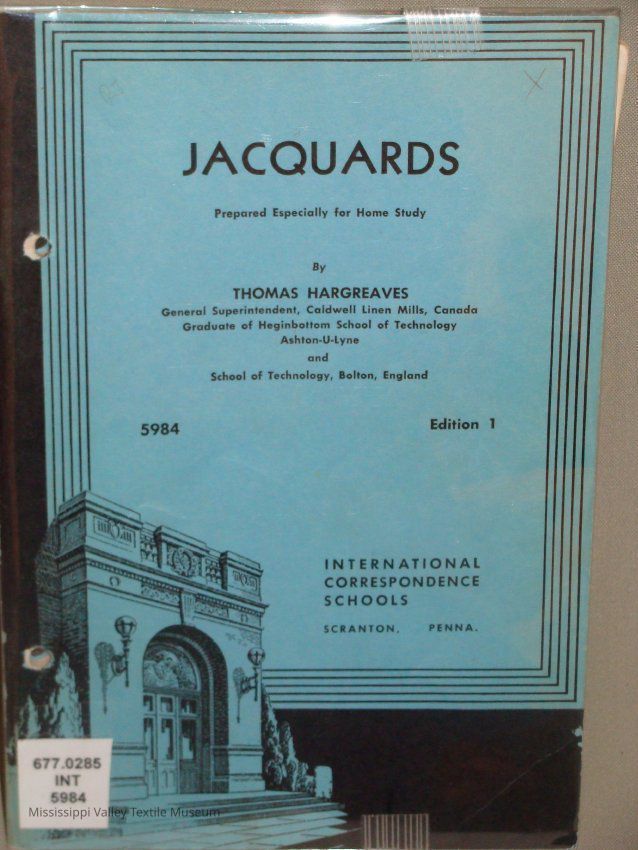 JACQUARDS
Prepared Especially for Home Study
By
THOMAS HARGREAVES
General Superintendent, Caldwell Linen Mills, Canada
Graduate of Heginbottom School of Technology
Ashton-U-Lyne
and
School of Technology, Bolton, England
5984 Edition 1
INTERNATIONAL
CORRESPONDENCE
SCHOOLS
SCRANTON, PENNA.
677.0285
INT
5984
Mississippi Valley Textile Museum